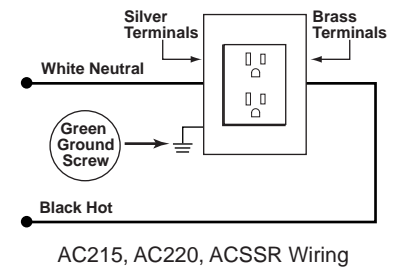 Silver
Terminals
Brass
Terminals
White Neutral
Green
Ground
Screw
Black Hot
AC215, AC220, ACSSR Wiring